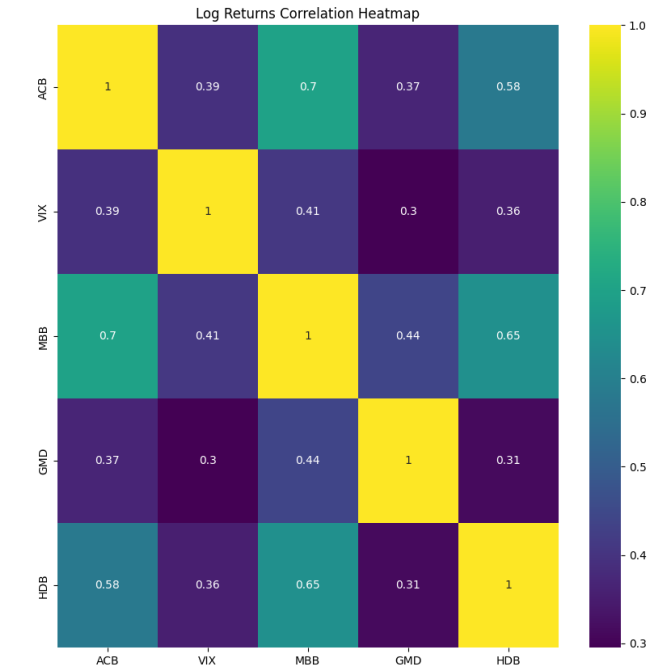 Log Returns Correlation Heatmap
ACB 1 0.39 0.7 0.37 0.58
VIX 0.39 1 0.41 0.3 0.36
MBB 0.7 0.41 1 0.44 0.65
GMD 0.37 0.3 0.44 1 0.31
HDB 0.58 0.36 0.65 0.31 1
ACB VIX MBB GMD HDB
1.0
0.9
0.8
0.7
0.6
0.5
0.4
0.3